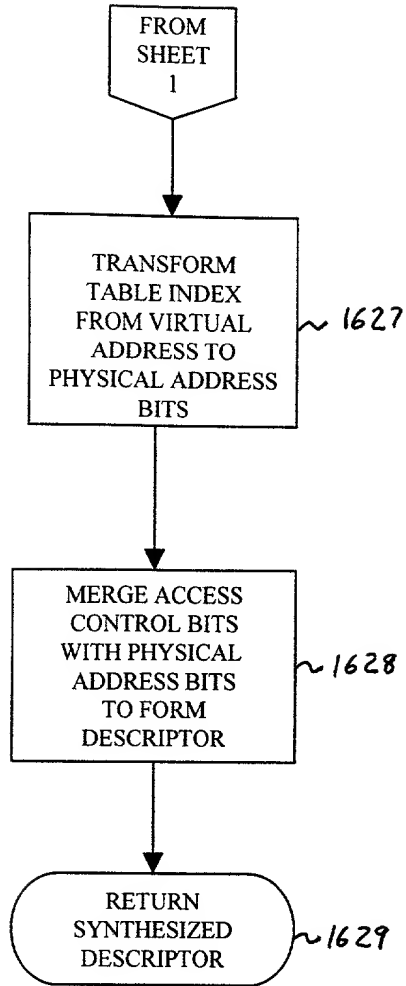 FROM
SHEET
1
TRANSFORM
TABLE INDEX
FROM VIRTUAL
ADDRESS TO
PHYSICAL ADDRESS
BITS
1627
MERGE ACCESS
CONTROL BITS
WITH PHYSICAL
ADDRESS BITS
TO FORM
DESCRIPTOR
1628
RETURN
SYNTHESIZED
DESCRIPTOR
1629